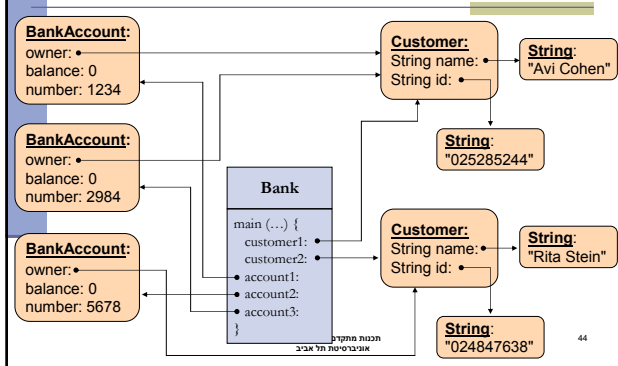 BankAccount:
owner:
balance: 0
number: 1234
BankAccount:
owner:
balance: 0
number: 2984
BankAccount:
owner:
balance: 0
number: 5678
Bank
main (…) {
customer1:
customer2:
account1:
account2:
account3:
}
Customer:
String name:
String id:
String:
"Avi Cohen"
String:
"025285244"
Customer:
String name:
String id:
String:
"Rita Stein"
String:
"024847638"
תכנות מתקדם
אוניברסיטת תל אביב
44